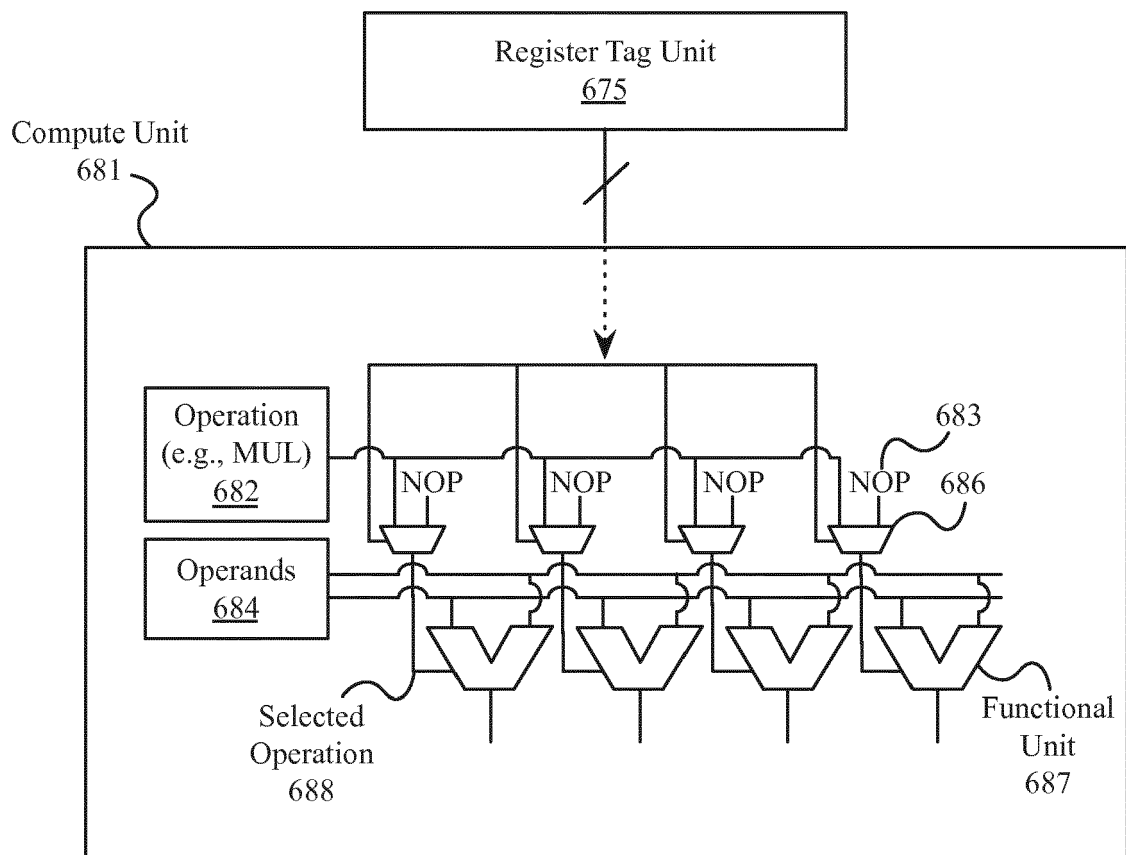 Register Tag Unit
675
Compute Unit
681
Operation
(e.g., MUL)
682
683
NOP NOP NOP NOP
686
Operands
684
Selected
Operation
688
Functional
Unit
687